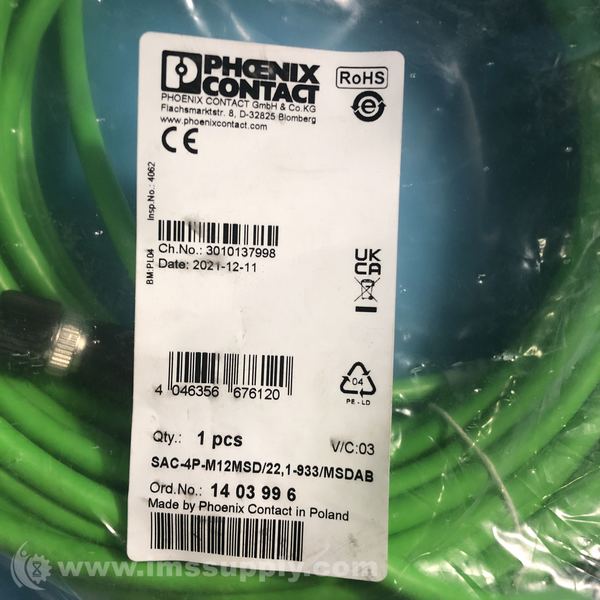 PHŒNIX
CONTACT
RoHS
e
PHOENIX CONTACT GmbH & Co.KG
Flachsmarktstr. 8, D-32825 Blomberg
www.phoenixcontact.com
CE
Insp.No.: 4062
BM:PL04
Ch.No.: 3010137998
Date: 2021-12-11
UK
CA
4 046356 676120
04
PE-LD
Qty.: 1 pcs
V/C:03
SAC-4P-M12MSD/22,1-933/MSDAB
Ord.No.: 14 03 99 6
Made by Phoenix Contact in Poland
www.imssupply.com